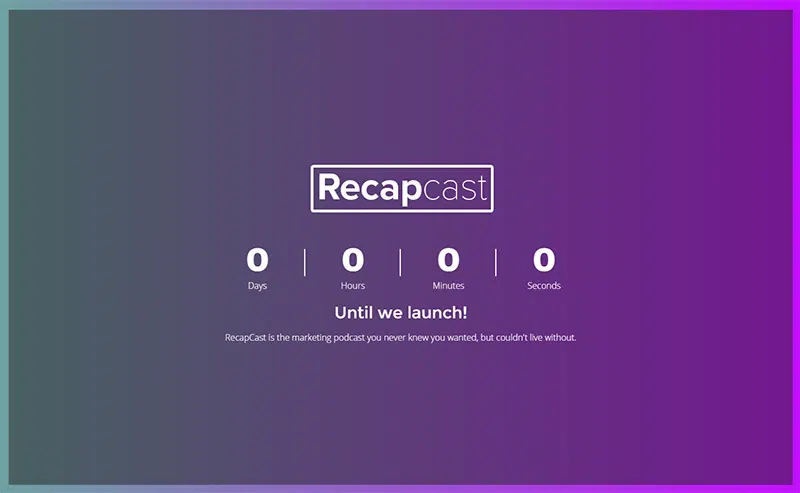 Recapcast
0 0 0 0
Days Hours Minutes Seconds
Until we launch!
RecapCast is the marketing podcast you never knew you wanted, but couldn't live without.